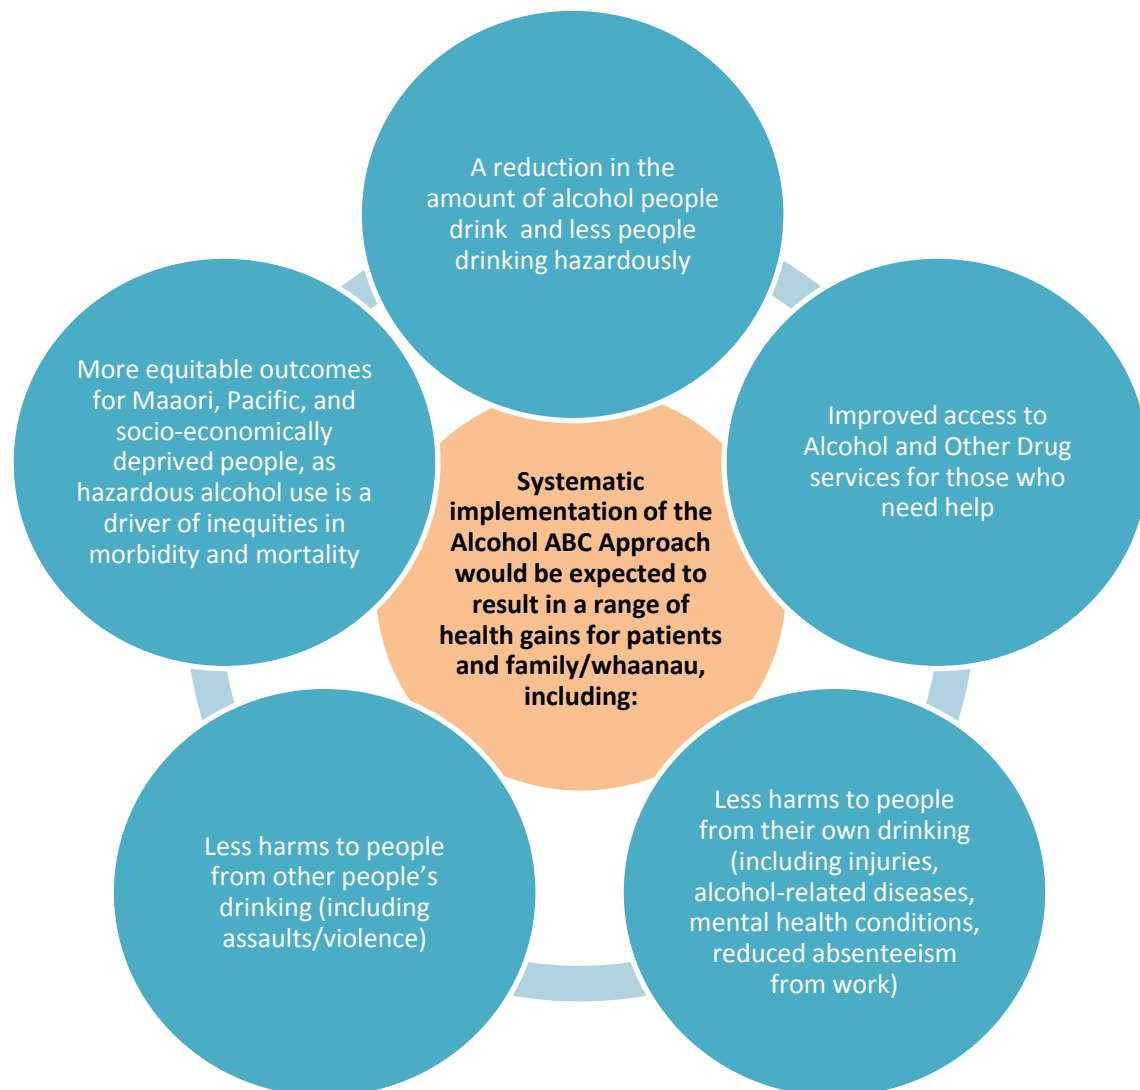 A reduction in the
amount of alcohol people
drink and less people
drinking hazardously
Improved access to
Alcohol and Other Drug
services for those who
need help
Less harms to people
from their own drinking
(including injuries,
alcohol-related diseases,
mental health conditions,
reduced absenteeism
from work)
Less harms to people
from other people's
drinking (including
assaults/violence)
More equitable outcomes
for Maaori, Pacific, and
socio-economically
deprived people, as
hazardous alcohol use is a
driver of inequities in
morbidity and mortality
Systematic
implementation of the
Alcohol ABC Approach
would be expected to
result in a range of
health gains for patients
and family/whaanau,
including: